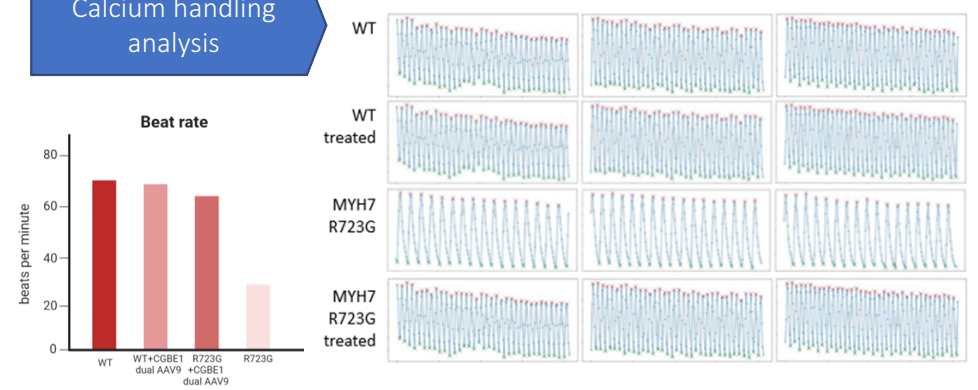 Calcium handling
analysis
Beat rate
beats per minute
80
60
40
20
0
WT
WT+CGBE1
dual AAV9
R723G
+CGBE1
dual AAV9
R723G
WT
WT
treated
MYH7
R723G
MYH7
R723G
treated